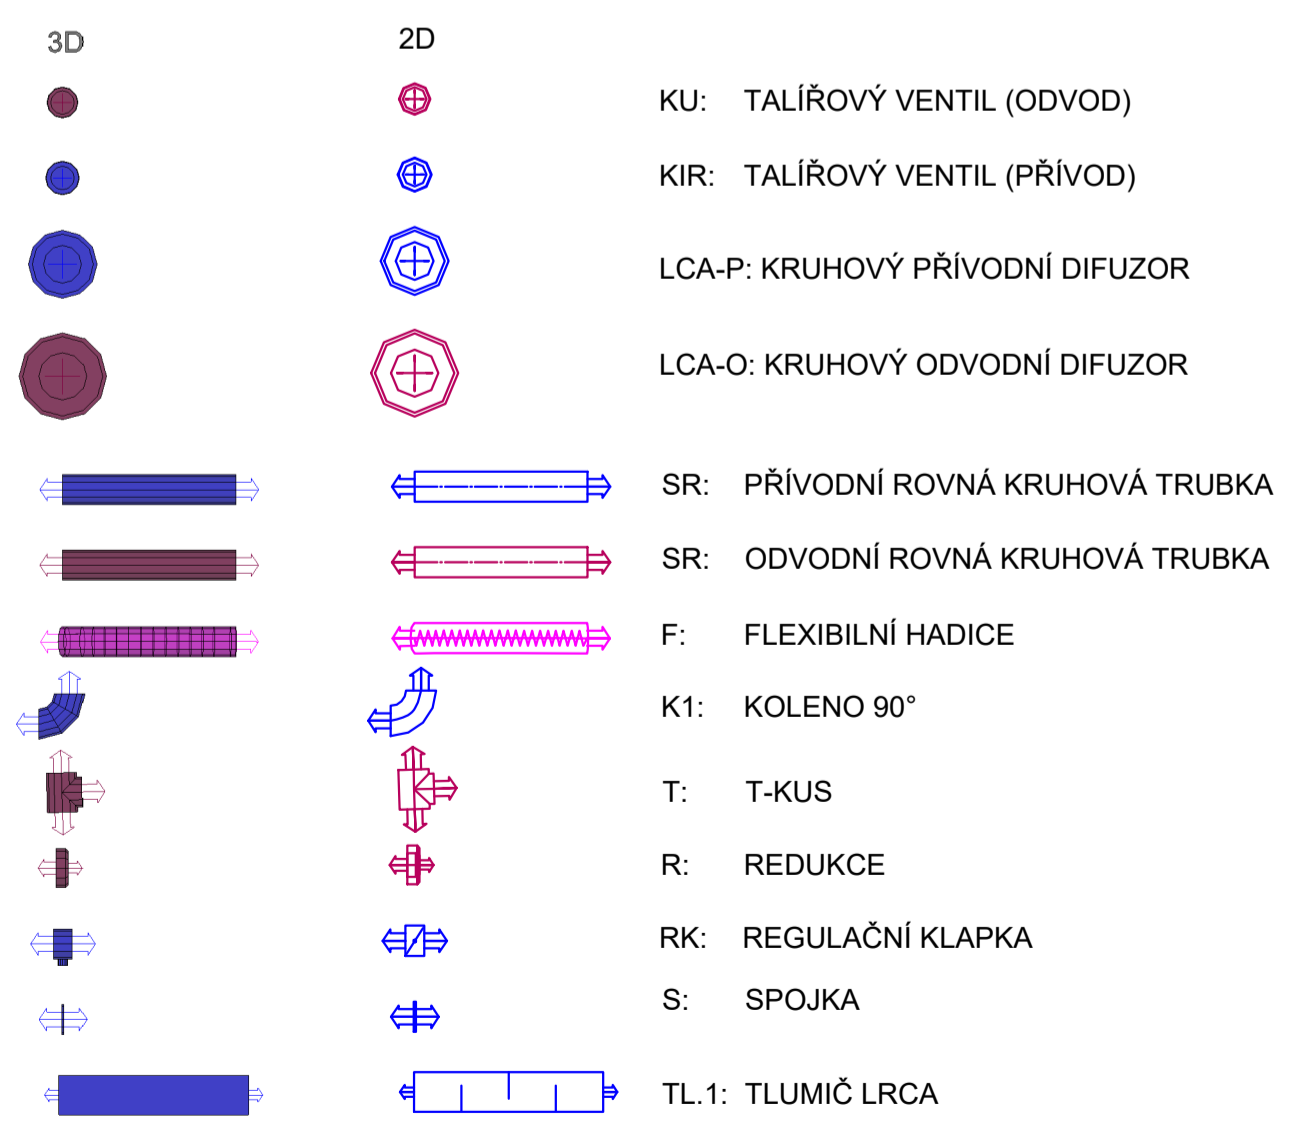 3D 2D
KU: TALÍŘOVÝ VENTIL (ODVOD)
KIR: TALÍŘOVÝ VENTIL (PŘÍVOD)
LCA-P: KRUHOVÝ PŘÍVODNÍ DIFUZOR
LCA-O: KRUHOVÝ ODVODNÍ DIFUZOR
SR: PŘÍVODNÍ ROVNÁ KRUHOVÁ TRUBKA
SR: ODVODNÍ ROVNÁ KRUHOVÁ TRUBKA
F: FLEXIBILNÍ HADICE
K1: KOLENO 90°
T: T-KUS
R: REDUKCE
RK: REGULAČNÍ KLAPKA
S: SPOJKA
TL.1: TLUMIČ LRCA